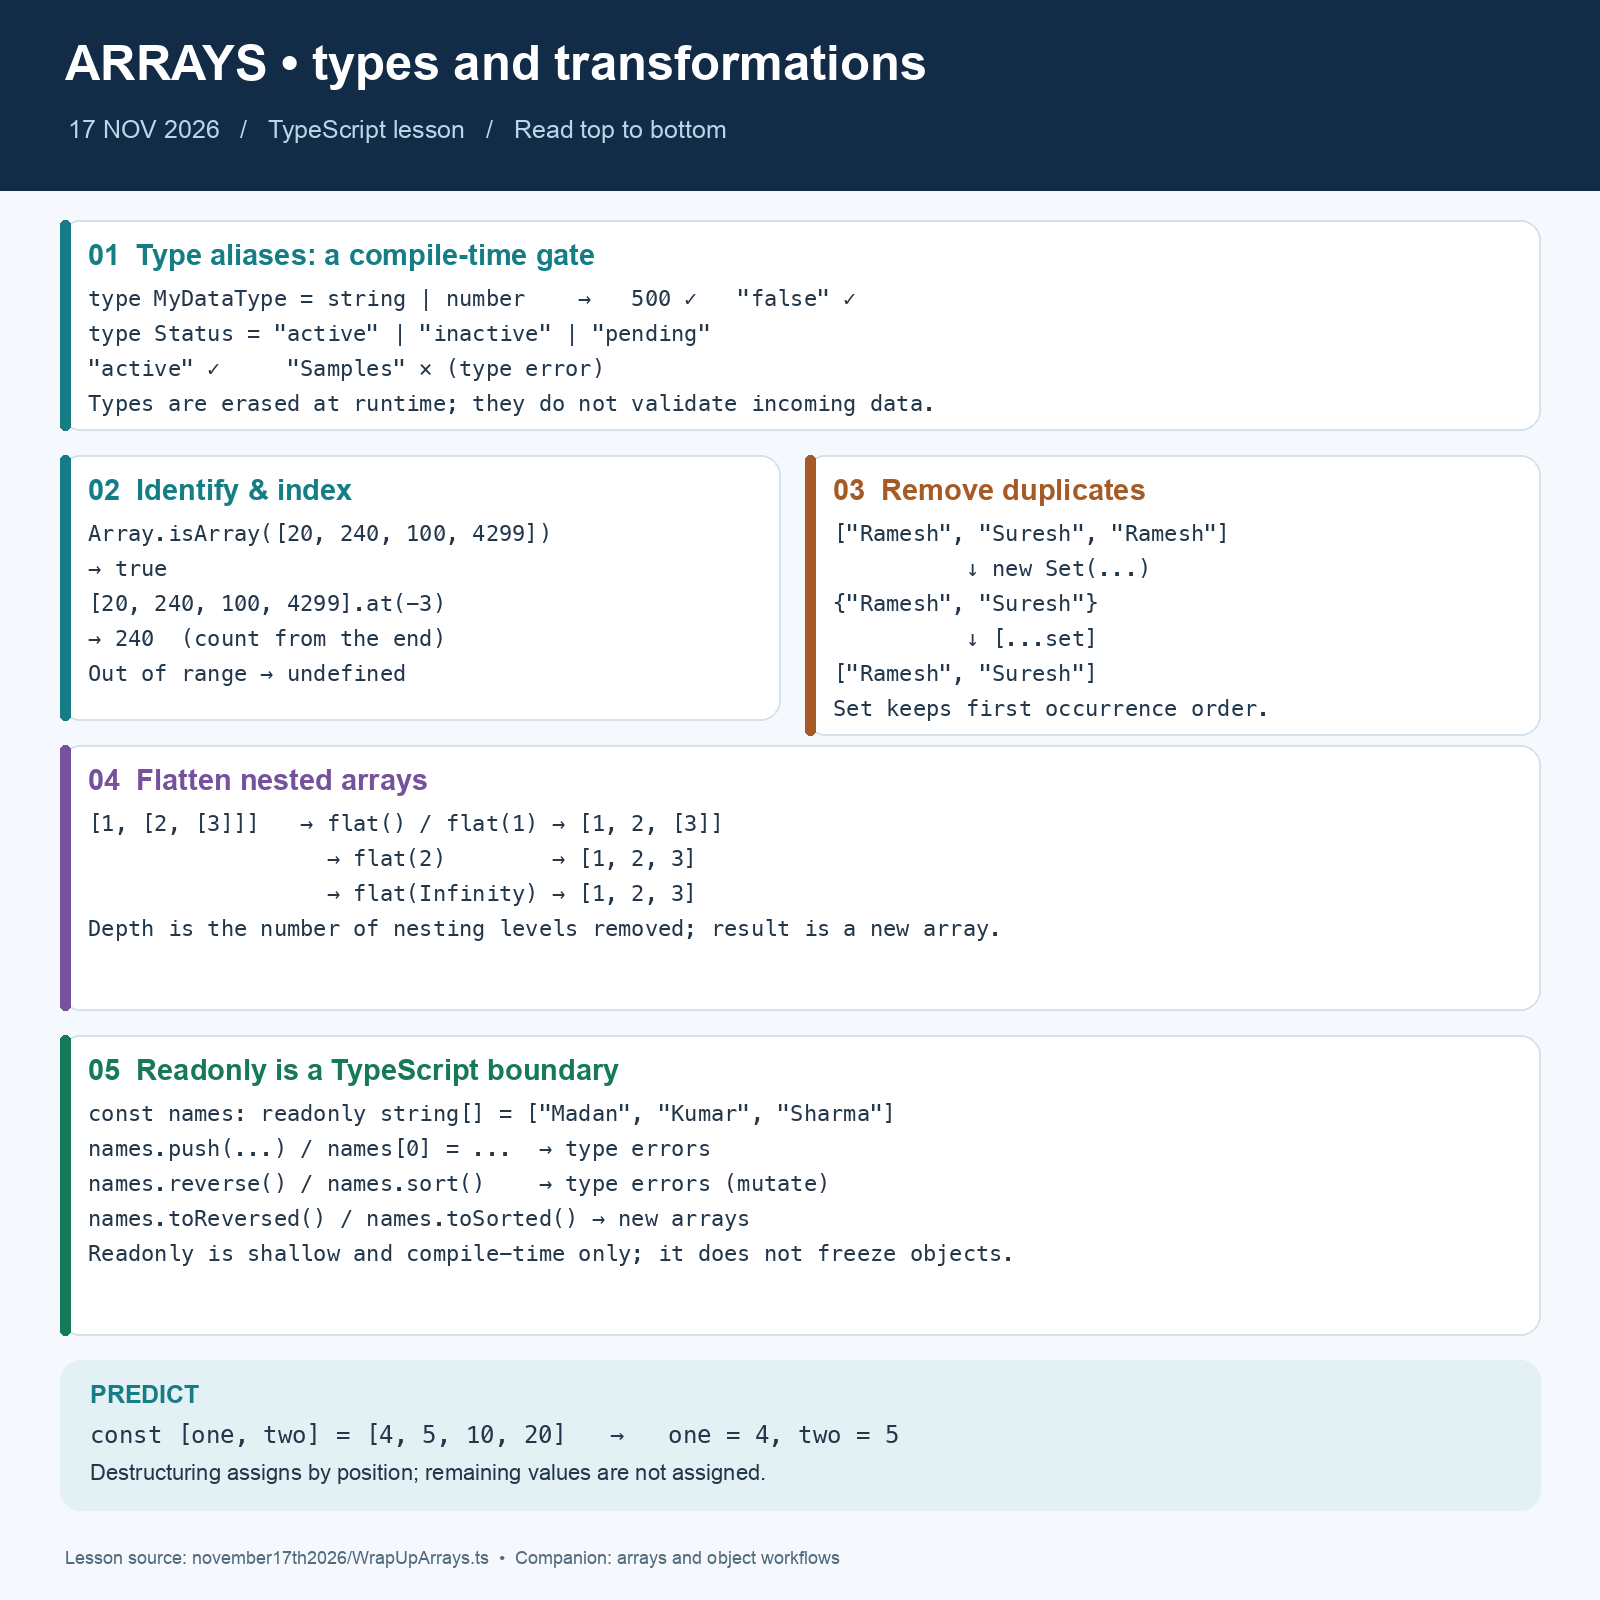 ARRAYS • types and transformations
17 NOV 2026 / TypeScript lesson / Read top to bottom
01 Type aliases: a compile-time gate
type MyDataType = string | number → 500 ✓ "false" ✓
type Status = "active" | "inactive" | "pending"
"active" ✓ "Samples" × (type error)
Types are erased at runtime; they do not validate incoming data.
02 Identify & index
Array.isArray([20, 240, 100, 4299])
→ true
[20, 240, 100, 4299].at(−3)
→ 240 (count from the end)
Out of range → undefined
03 Remove duplicates
["Ramesh", "Suresh", "Ramesh"]
↓ new Set(...)
{"Ramesh", "Suresh"}
↓ [...set]
["Ramesh", "Suresh"]
Set keeps first occurrence order.
04 Flatten nested arrays
[1, [2, [3]]] → flat() / flat(1) → [1, 2, [3]]
→ flat(2) → [1, 2, 3]
→ flat(Infinity) → [1, 2, 3]
Depth is the number of nesting levels removed; result is a new array.
05 Readonly is a TypeScript boundary
const names: readonly string[] = ["Madan", "Kumar", "Sharma"]
names.push(...) / names[0] = ... → type errors
names.reverse() / names.sort() → type errors (mutate)
names.toReversed() / names.toSorted() → new arrays
Readonly is shallow and compile−time only; it does not freeze objects.
PREDICT
const [one, two] = [4, 5, 10, 20] → one = 4, two = 5
Destructuring assigns by position; remaining values are not assigned.
Lesson source: november17th2026/WrapUpArrays.ts • Companion: arrays and object workflows